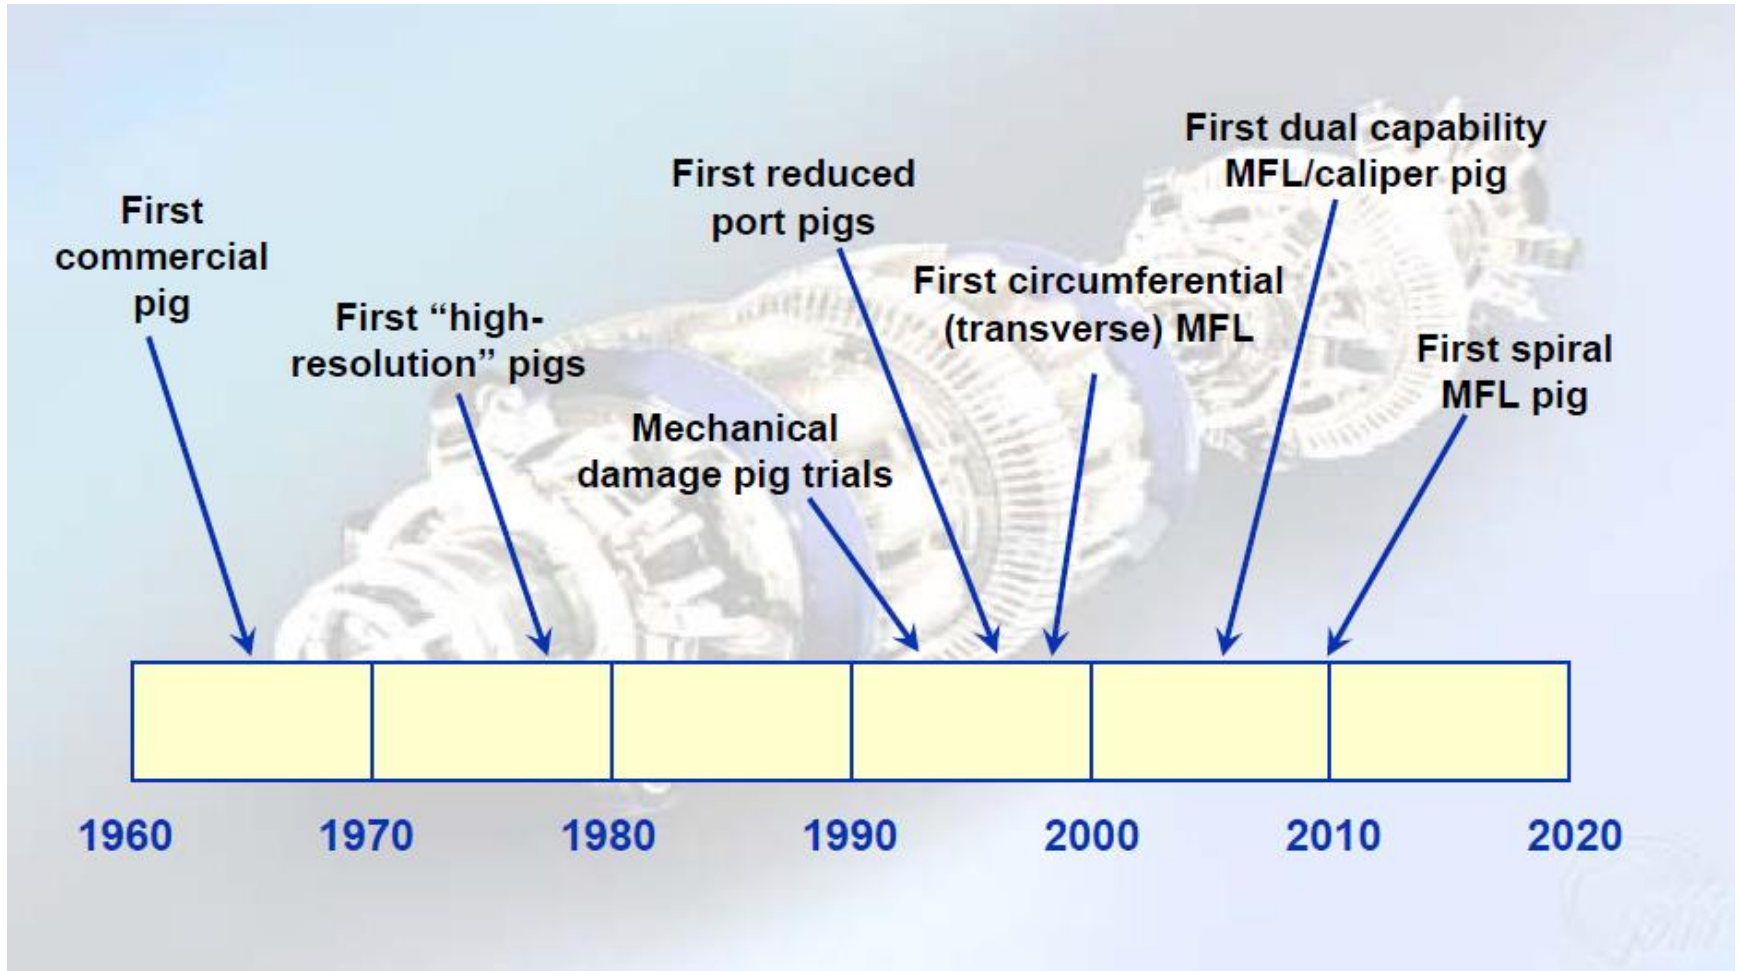 First
commercial
pig
First “high-
resolution” pigs
Mechanical
damage pig trials
First reduced
port pigs
First circumferential
(transverse) MFL
First dual capability
MFL/caliper pig
First spiral
MFL pig
1960
1970
1980
1990
2000
2010
2020